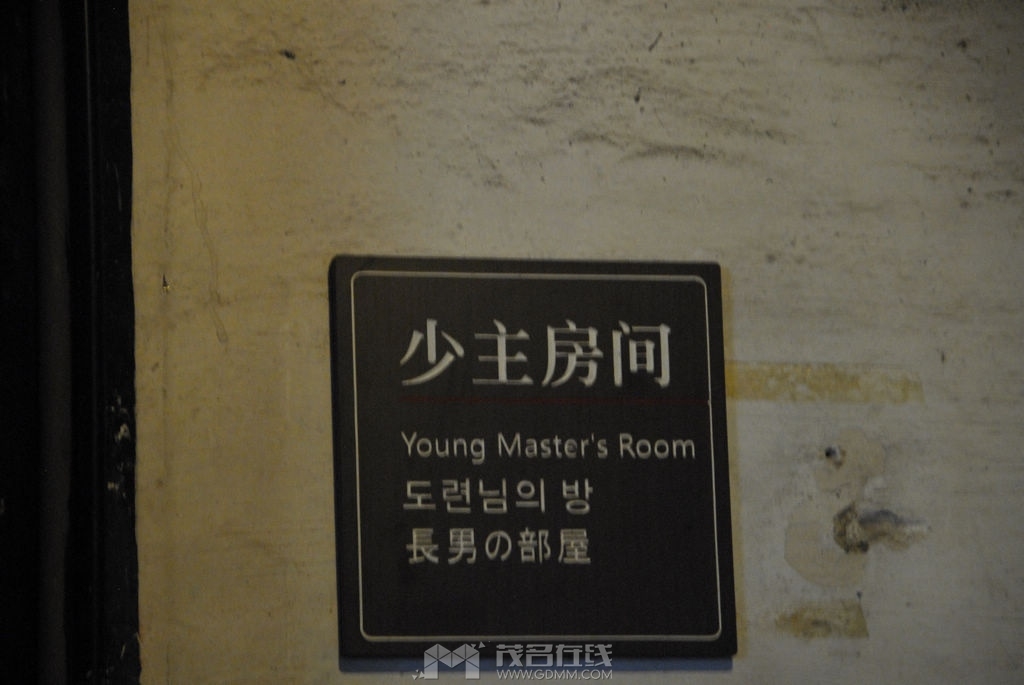 少主房间
Young Master's Room
도련님의 방
長男の部屋
茂名在线
WWW.GDMM.COM